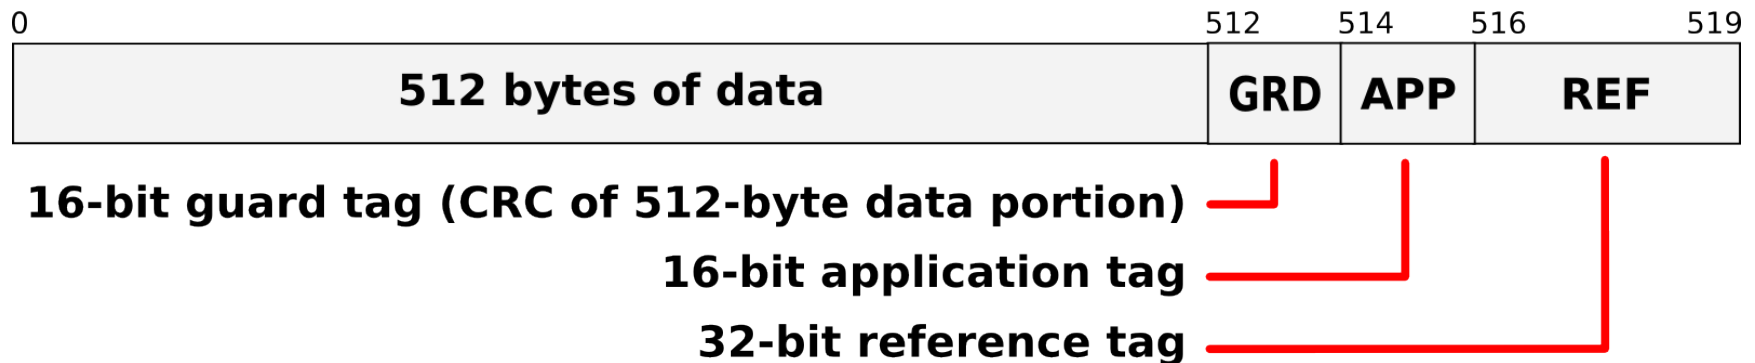 0 512 514 516 519
512 bytes of data GRD APP REF
16-bit guard tag (CRC of 512-byte data portion)
16-bit application tag
32-bit reference tag